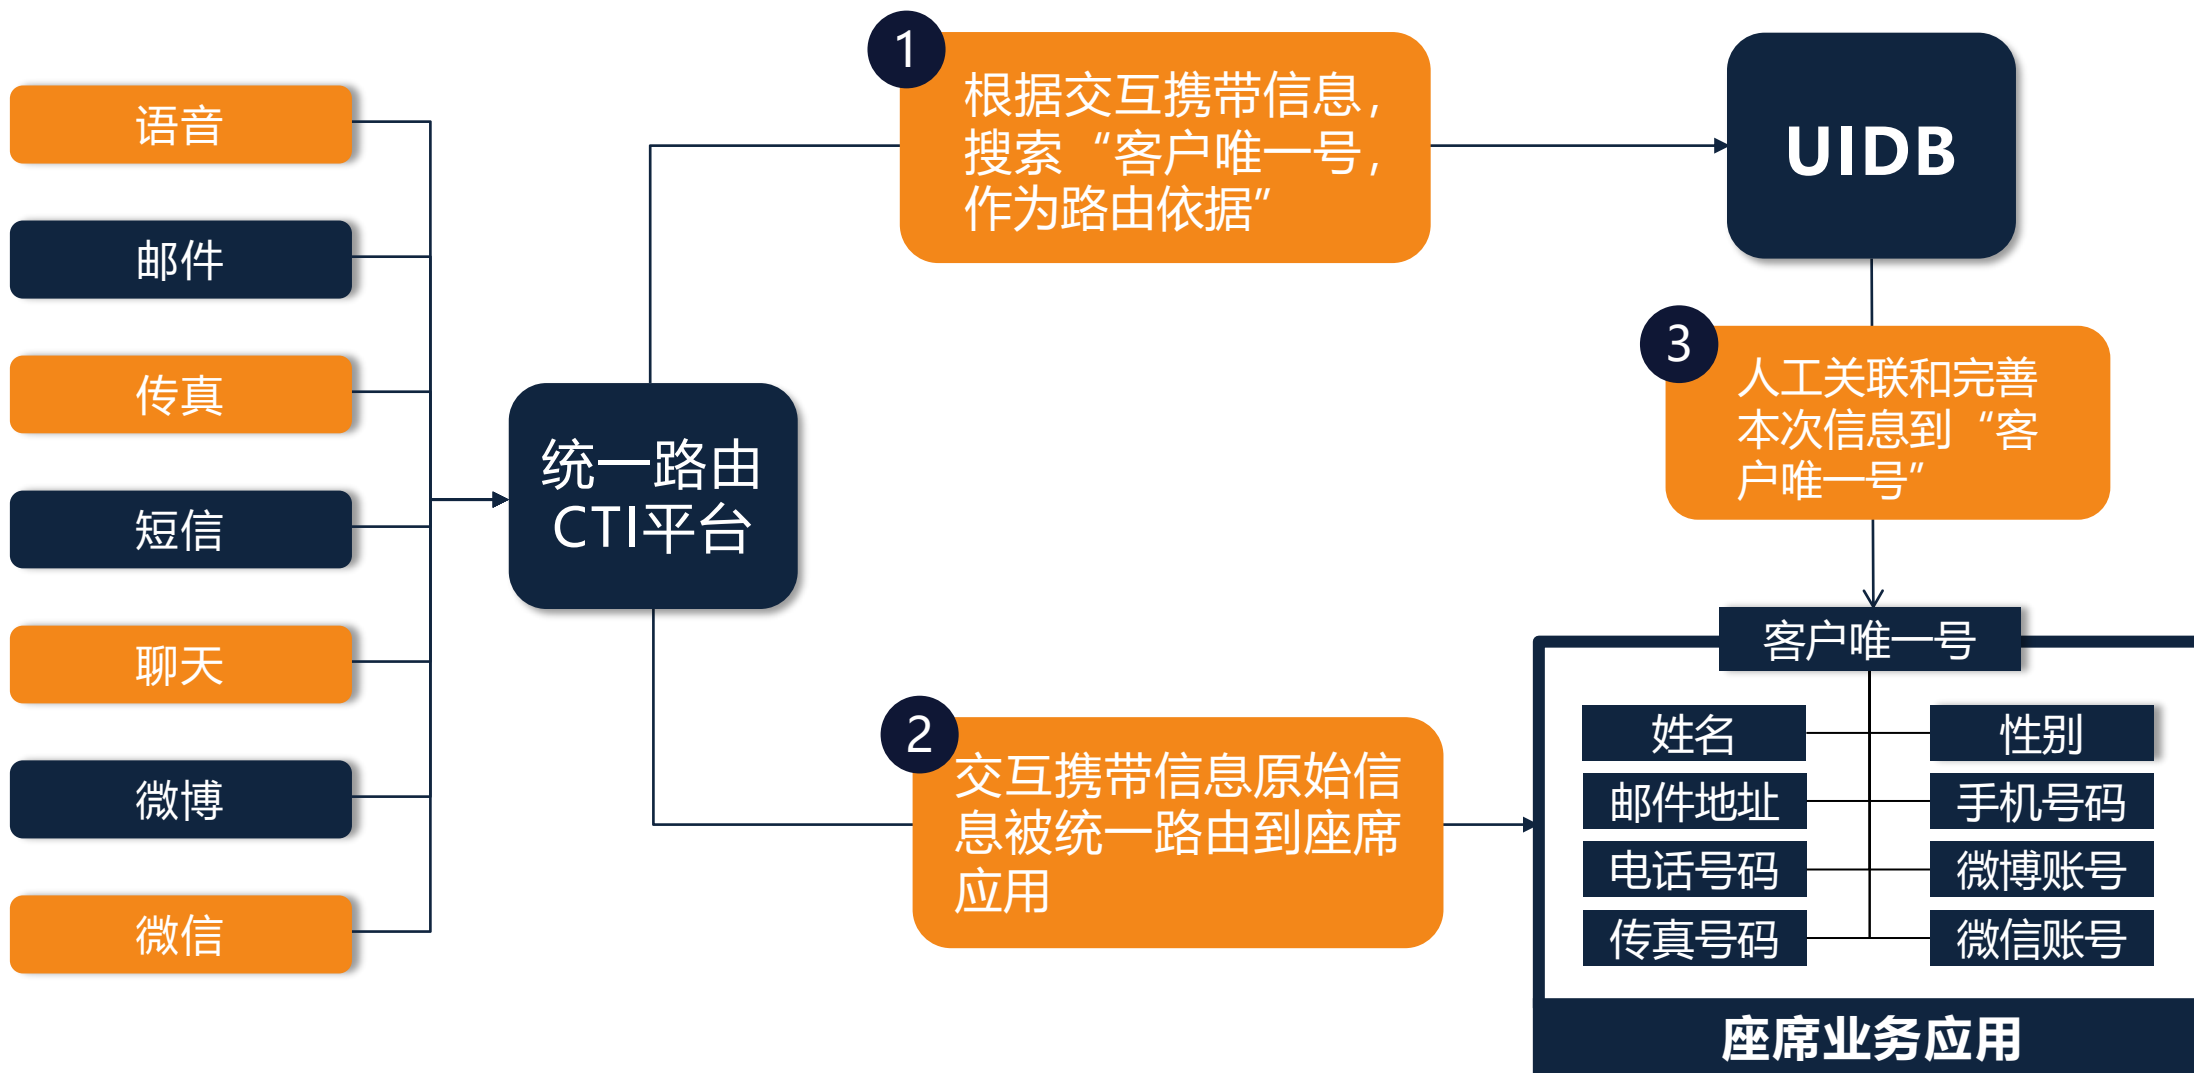 语音
邮件
传真
短信
聊天
微博
微信
统一路由
CTI平台
1
根据交互携带信息，
搜索“客户唯一号，
作为路由依据”
UIDB
2
交互携带信息原始信
息被统一路由到座席
应用
3
人工关联和完善
本次信息到“客
户唯一号”
客户唯一号
姓名
性别
邮件地址
手机号码
电话号码
微博账号
传真号码
微信账号
座席业务应用